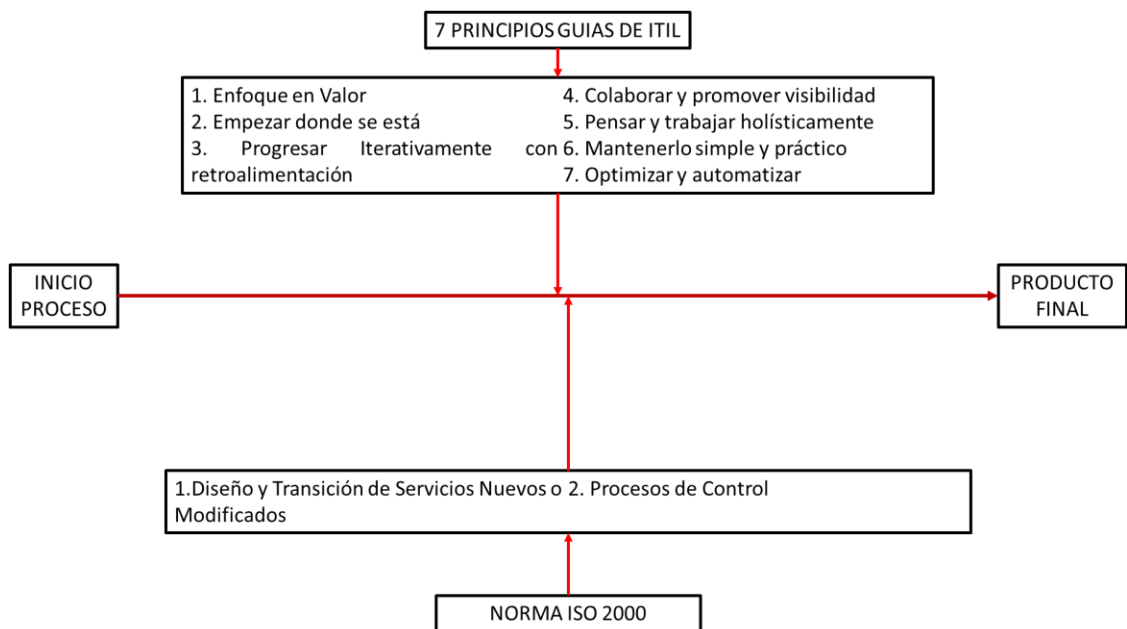 7 PRINCIPIOS GUIAS DE ITIL
1. Enfoque en Valor
2. Empezar donde se está
3. Progresar Iterativamente con
retroalimentación
4. Colaborar y promover visibilidad
5. Pensar y trabajar holísticamente
6. Mantenerlo simple y práctico
7. Optimizar y automatizar
INICIO
PROCESO
PRODUCTO
FINAL
1.Diseño y Transición de Servicios Nuevos o
Modificados
2. Procesos de Control
NORMA ISO 2000